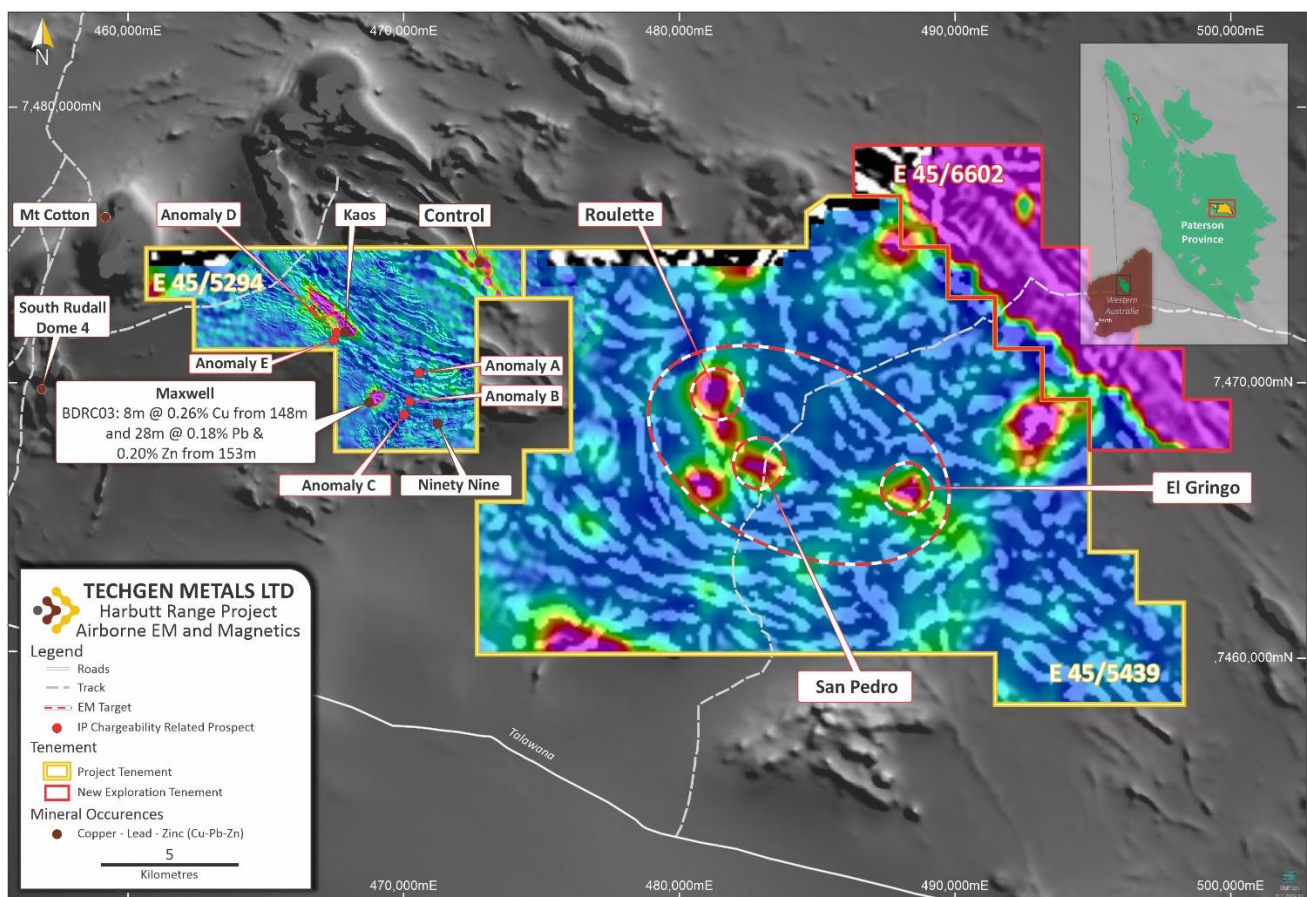 460,000mE
470,000mE
480,000mE
490,000mE
500,000mE
N
7,480,000mN
E 45/6602
Mt Cotton
Anomaly D
Kaos
Control
Roulette
Paterson
Province
E 45/5294
Western
Australia
Perth
South Rudall
Dome 4
Anomaly E
Anomaly A
7,470,000mN
Maxwell
BDRC03: 8m @ 0.26% Cu from 148m
and 28m @ 0.18% Pb &
0.20% Zn from 153m
Anomaly B
Anomaly C
Ninety Nine
El Gringo
TECHGEN METALS LTD
Harbutt Range Project
Airborne EM and Magnetics
Legend
Roads
Track
EM Target
IP Chargeability Related Prospect
Tenement
Project Tenement
New Exploration Tenement
Mineral Occurences
Copper - Lead - Zinc (Cu-Pb-Zn)
5
Kilometres
7,460,000mN
E 45/5439
San Pedro
Talawana
470,000mE
480,000mE
490,000mE
500,000mE